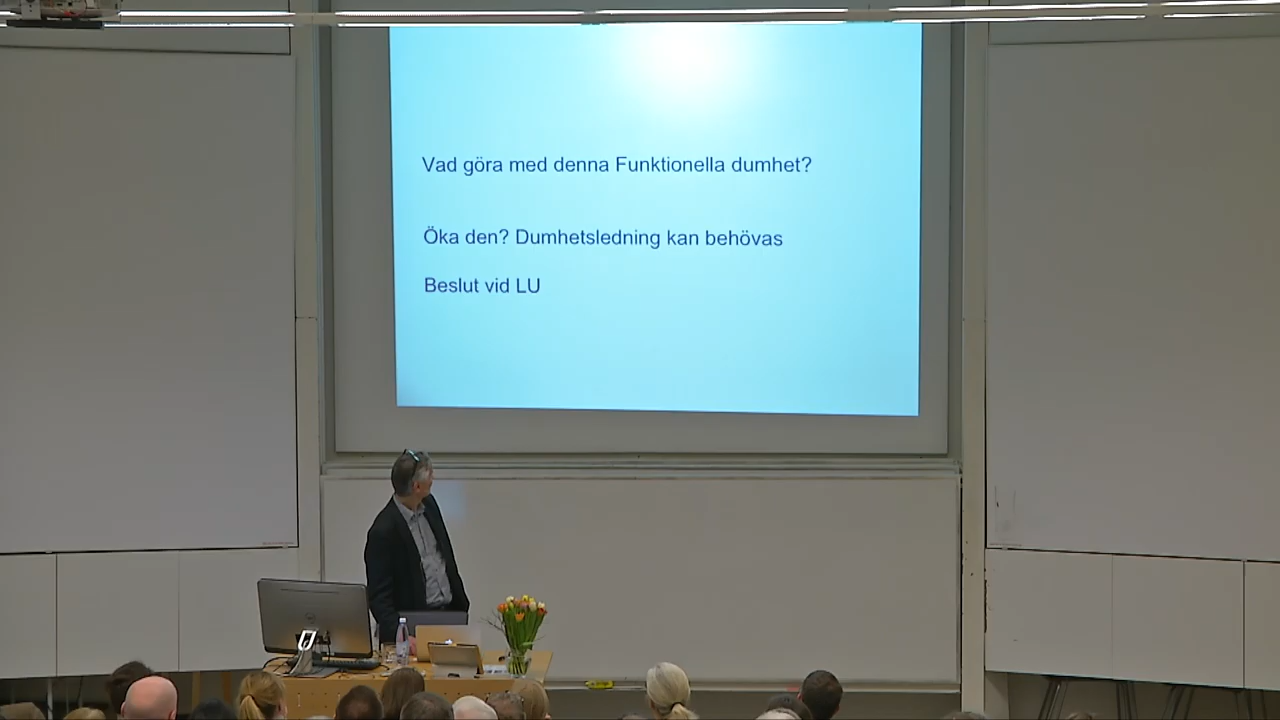 Vad göra med denna Funktionella dumhet?
Öka den? Dumhetsledning kan behövas
Beslut vid LU